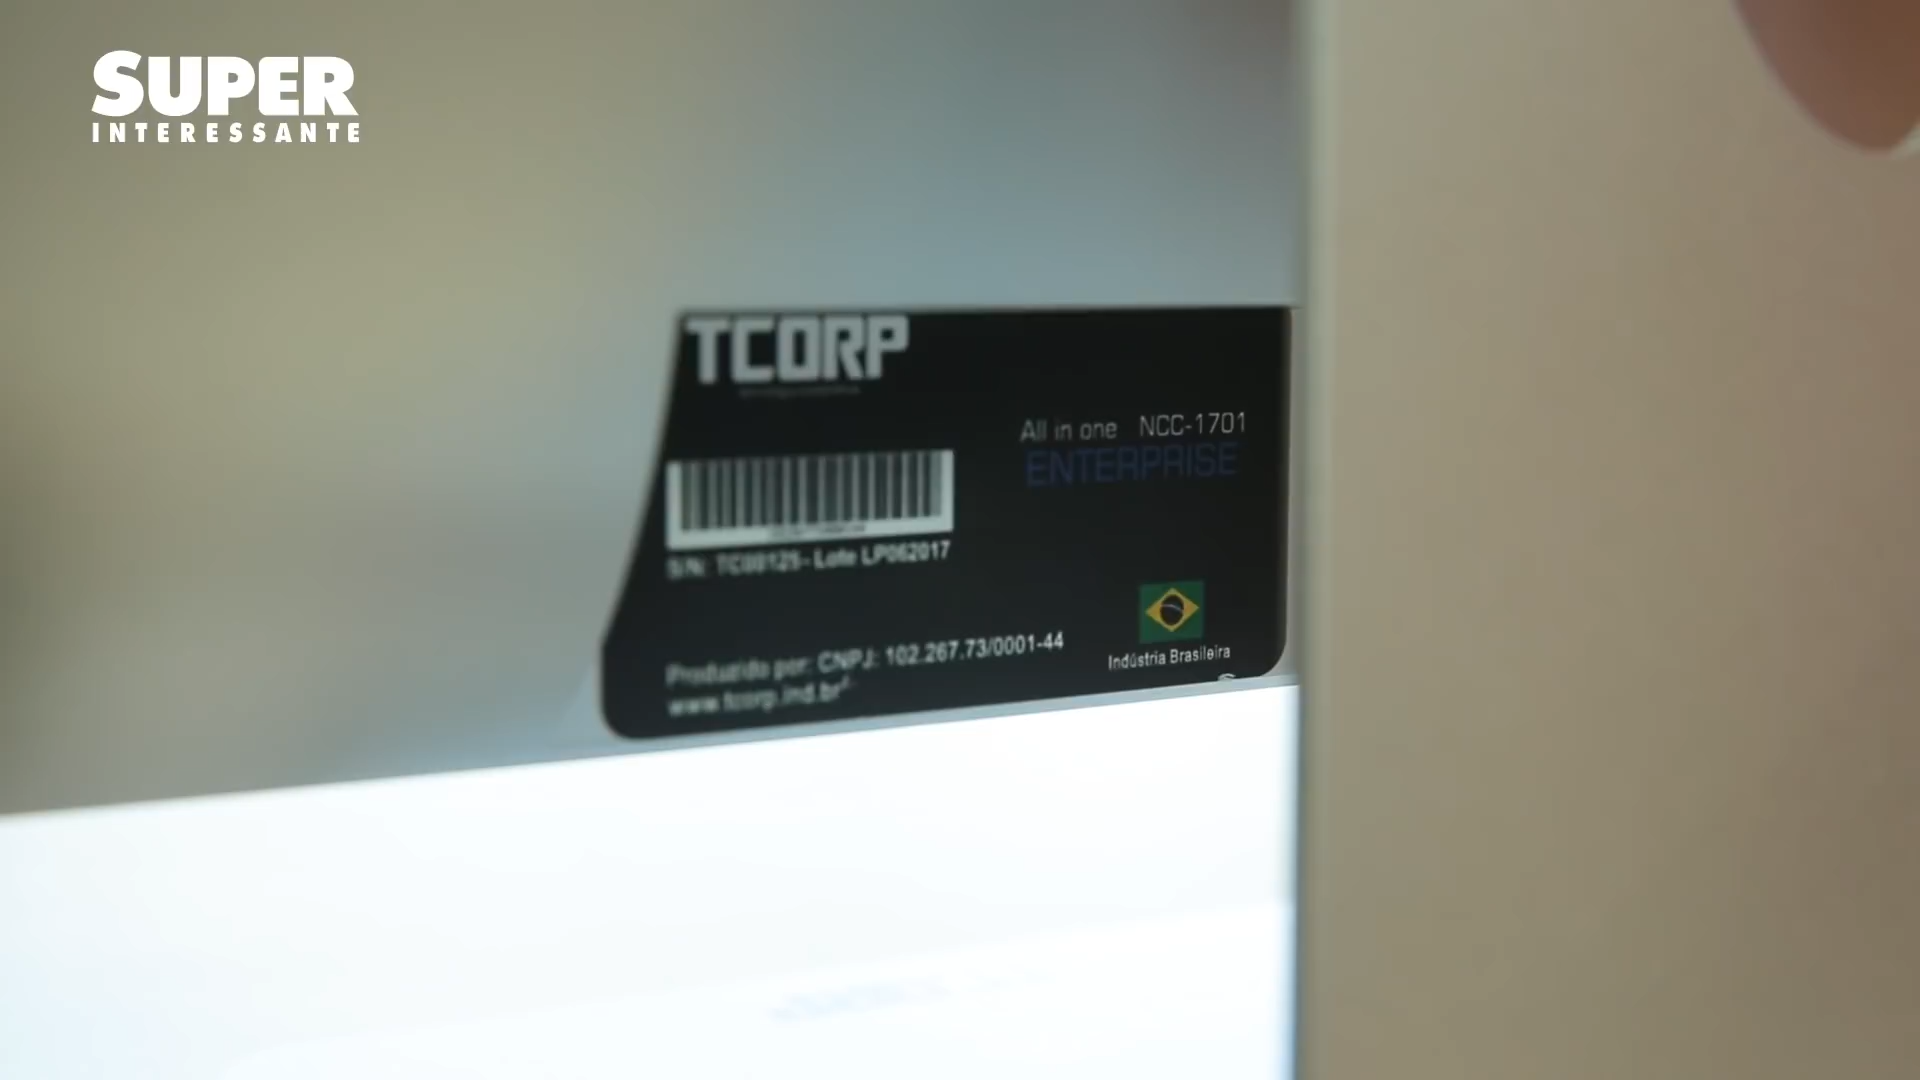 SUPER
INTERESSANTE
TCORP
All in one NCC-1701
ENTERPRISE
S/N: TC00125- Lote LP062017
Produzido por: CNPJ: 102.267.73/0001-44
www.tcorp.ind.br
Indústria Brasileira